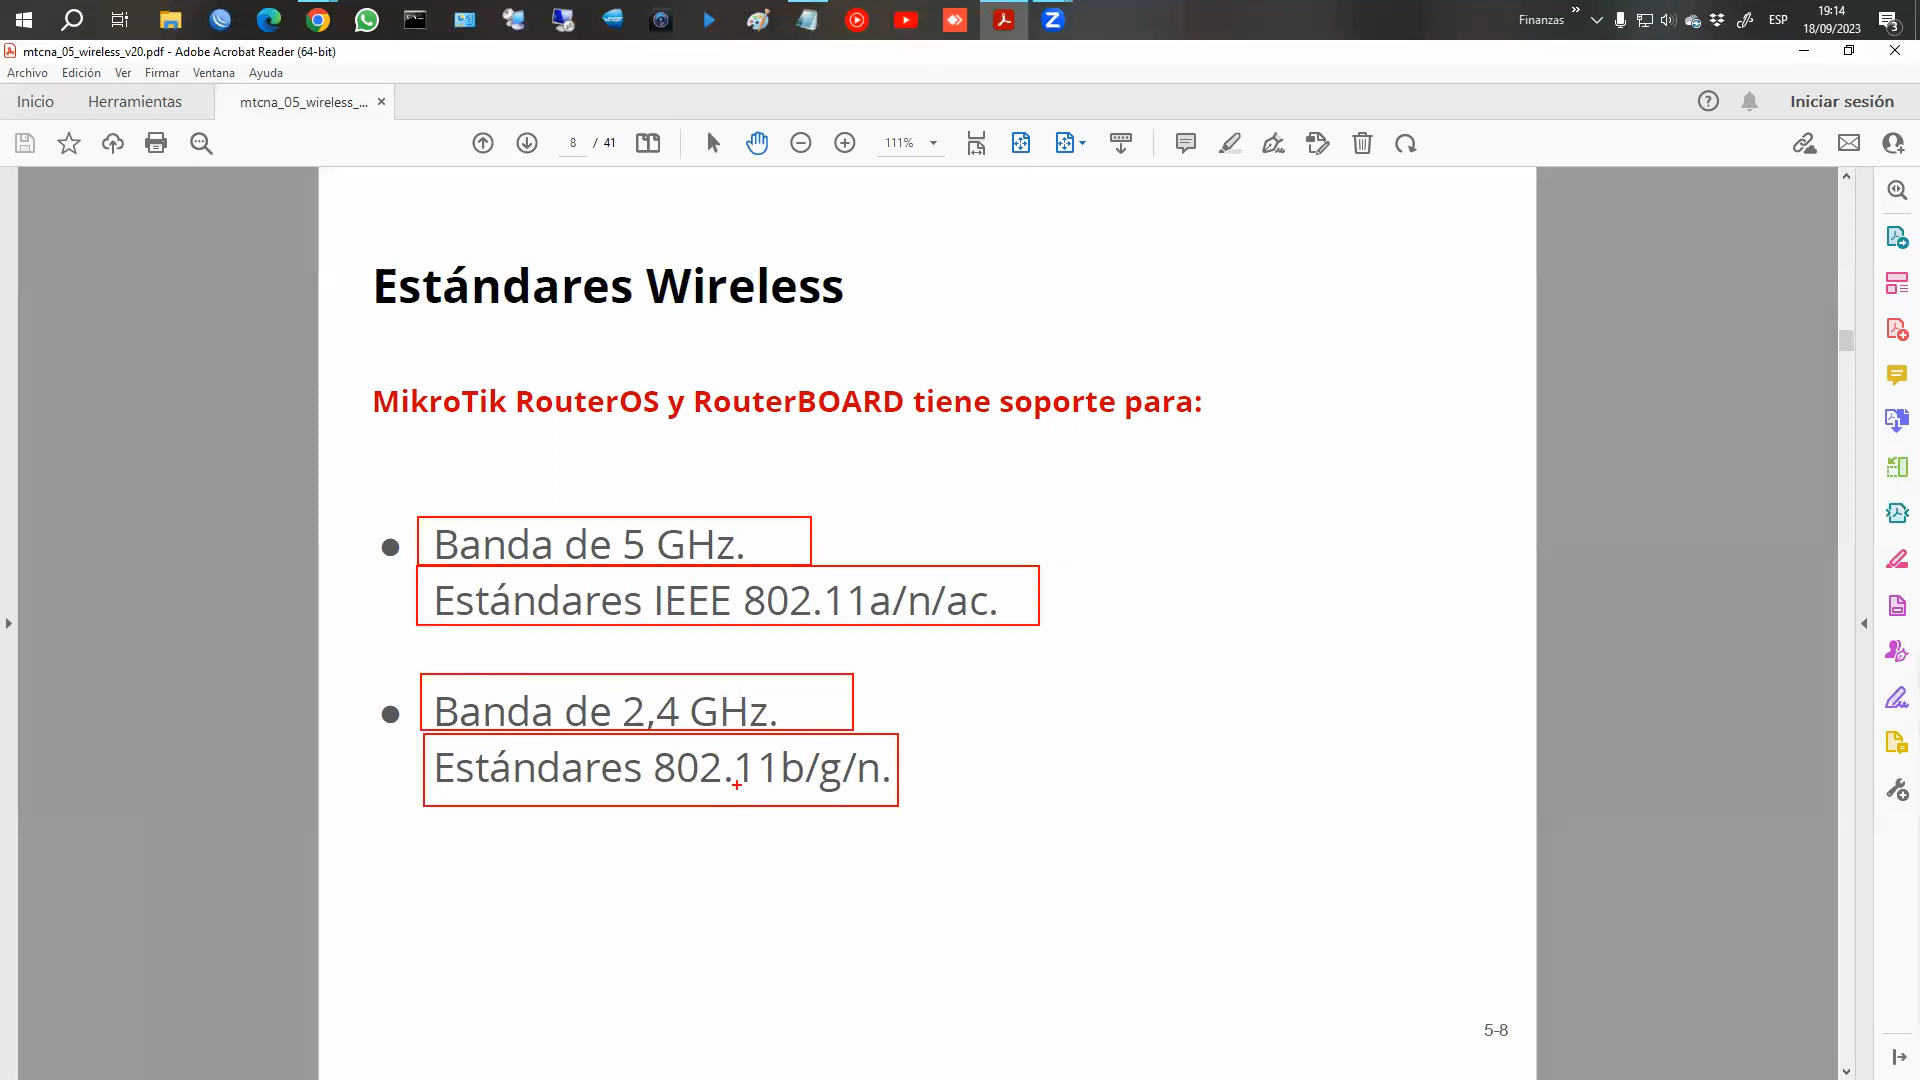 Finanzas
»
ESP
19:14
18/09/2023
3
mtcna_05_wireless_v20.pdf - Adobe Acrobat Reader (64-bit)
Archivo Edición Ver Firmar Ventana Ayuda
Inicio Herramientas mtcna_05_wireless_... × Iniciar sesión
8 / 41 111%
Estándares Wireless
MikroTik RouterOS y RouterBOARD tiene soporte para:
● Banda de 5 GHz.
Estándares IEEE 802.11a/n/ac.
● Banda de 2,4 GHz.
Estándares 802.11b/g/n.
5-8